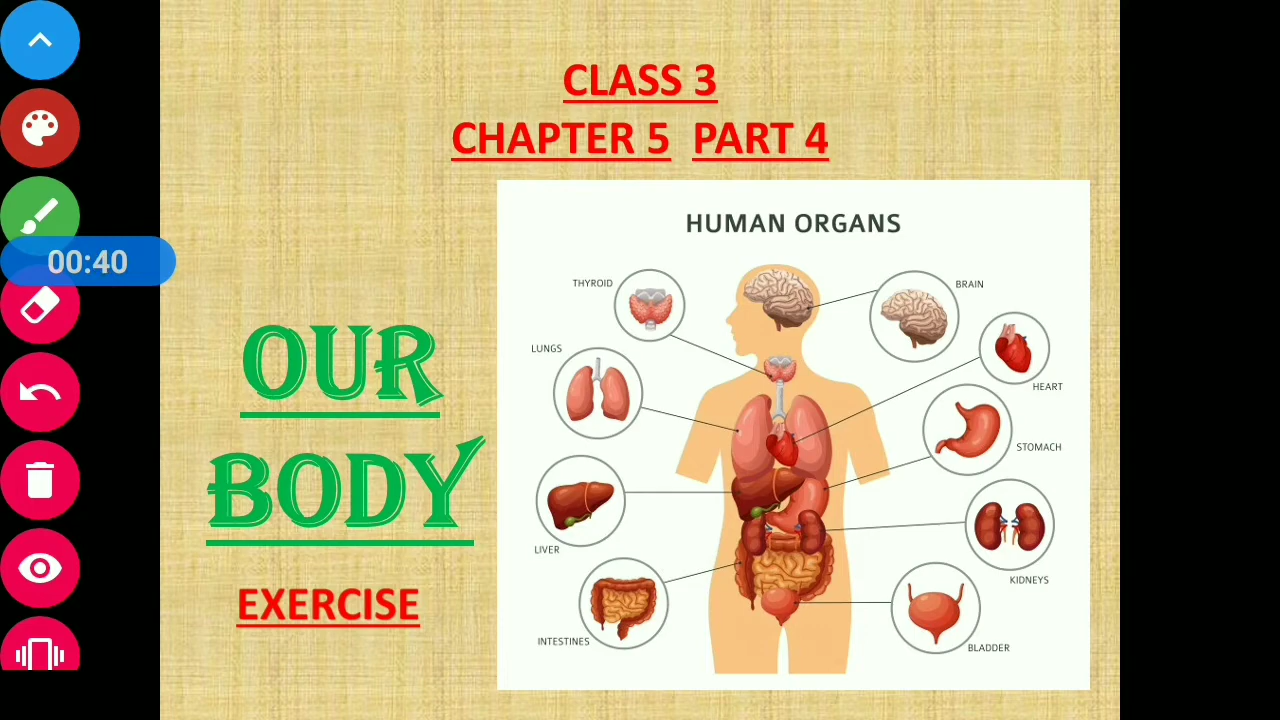 CLASS 3
CHAPTER 5 PART 4
00:40
OUR
BODY
EXERCISE
HUMAN ORGANS
THYROID
BRAIN
LUNGS
HEART
STOMACH
LIVER
KIDNEYS
INTESTINES
BLADDER